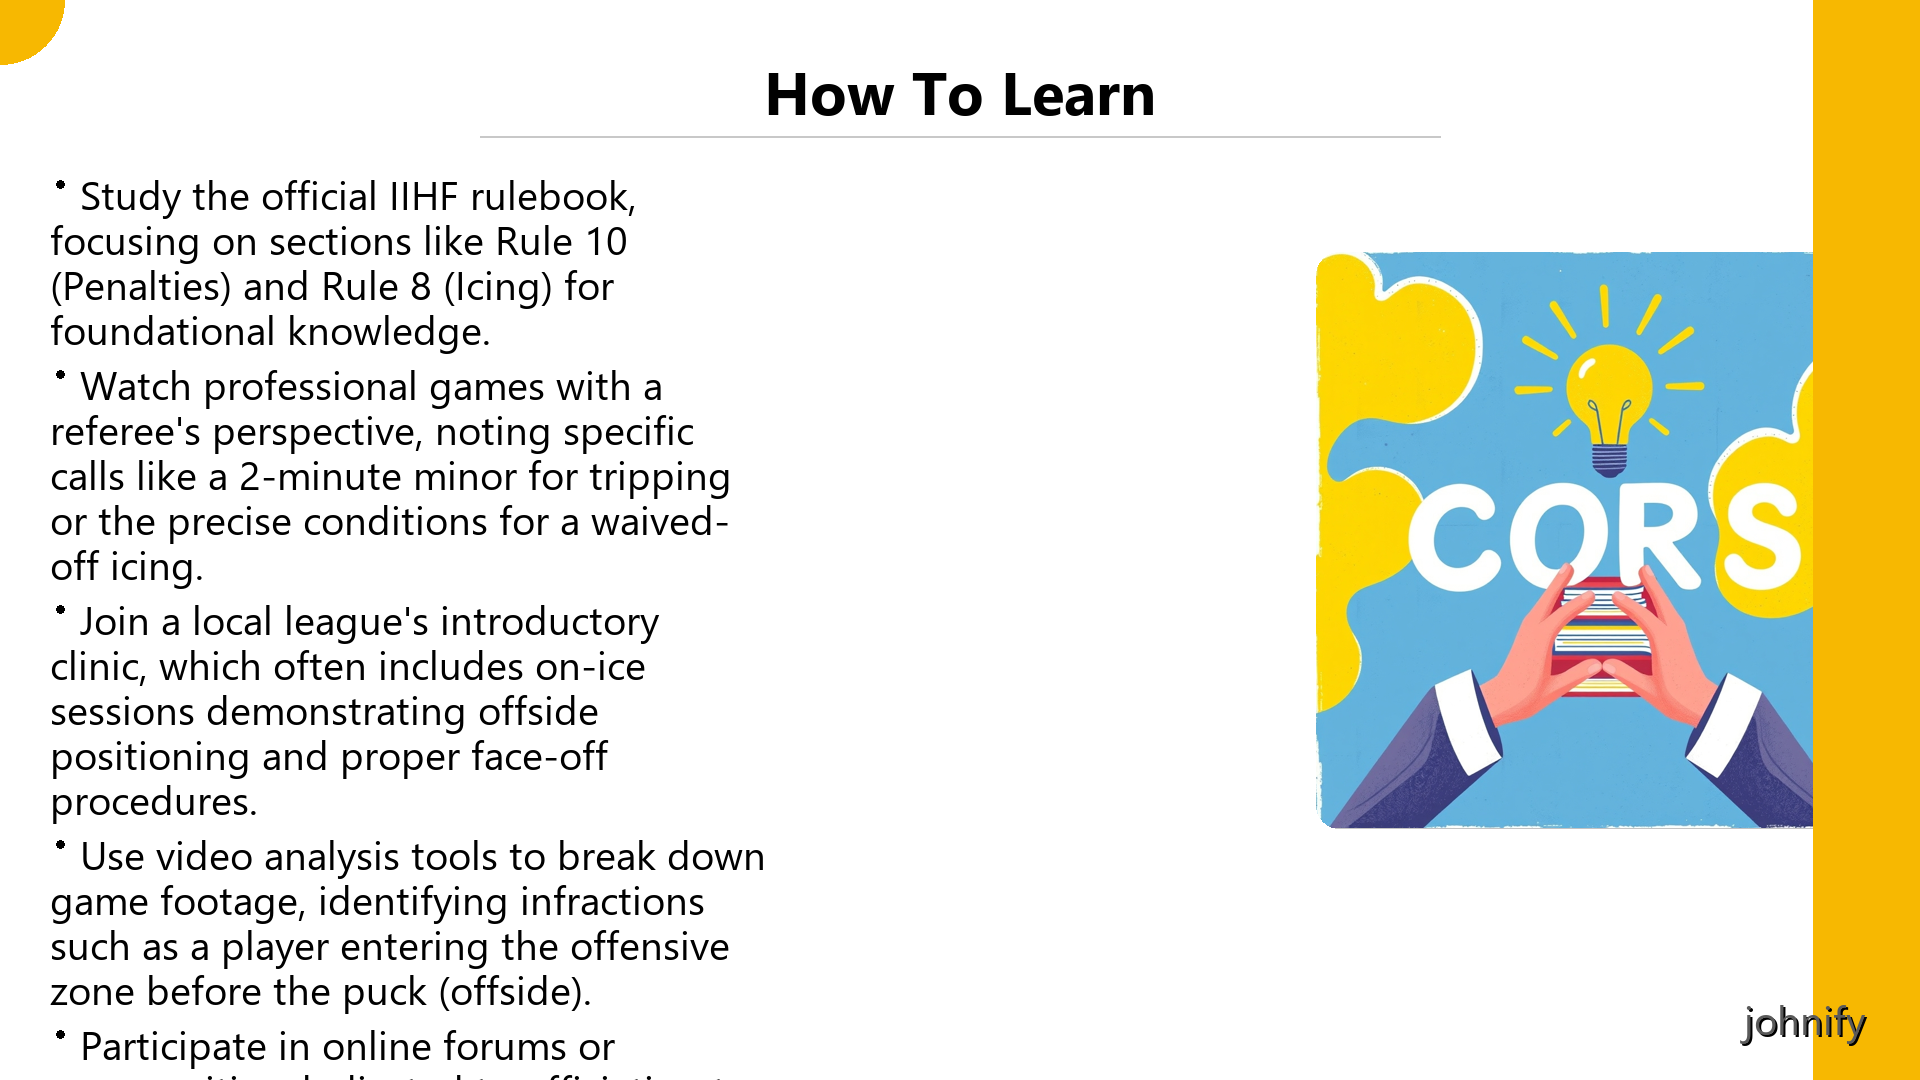 How To Learn
• Study the official IIHF rulebook,
focusing on sections like Rule 10
(Penalties) and Rule 8 (Icing) for
foundational knowledge.
• Watch professional games with a
referee's perspective, noting specific
calls like a 2-minute minor for tripping
or the precise conditions for a waived-
off icing.
• Join a local league's introductory
clinic, which often includes on-ice
sessions demonstrating offside
positioning and proper face-off
procedures.
• Use video analysis tools to break down
game footage, identifying infractions
such as a player entering the offensive
zone before the puck (offside).
• Participate in online forums or
CORS
johnify